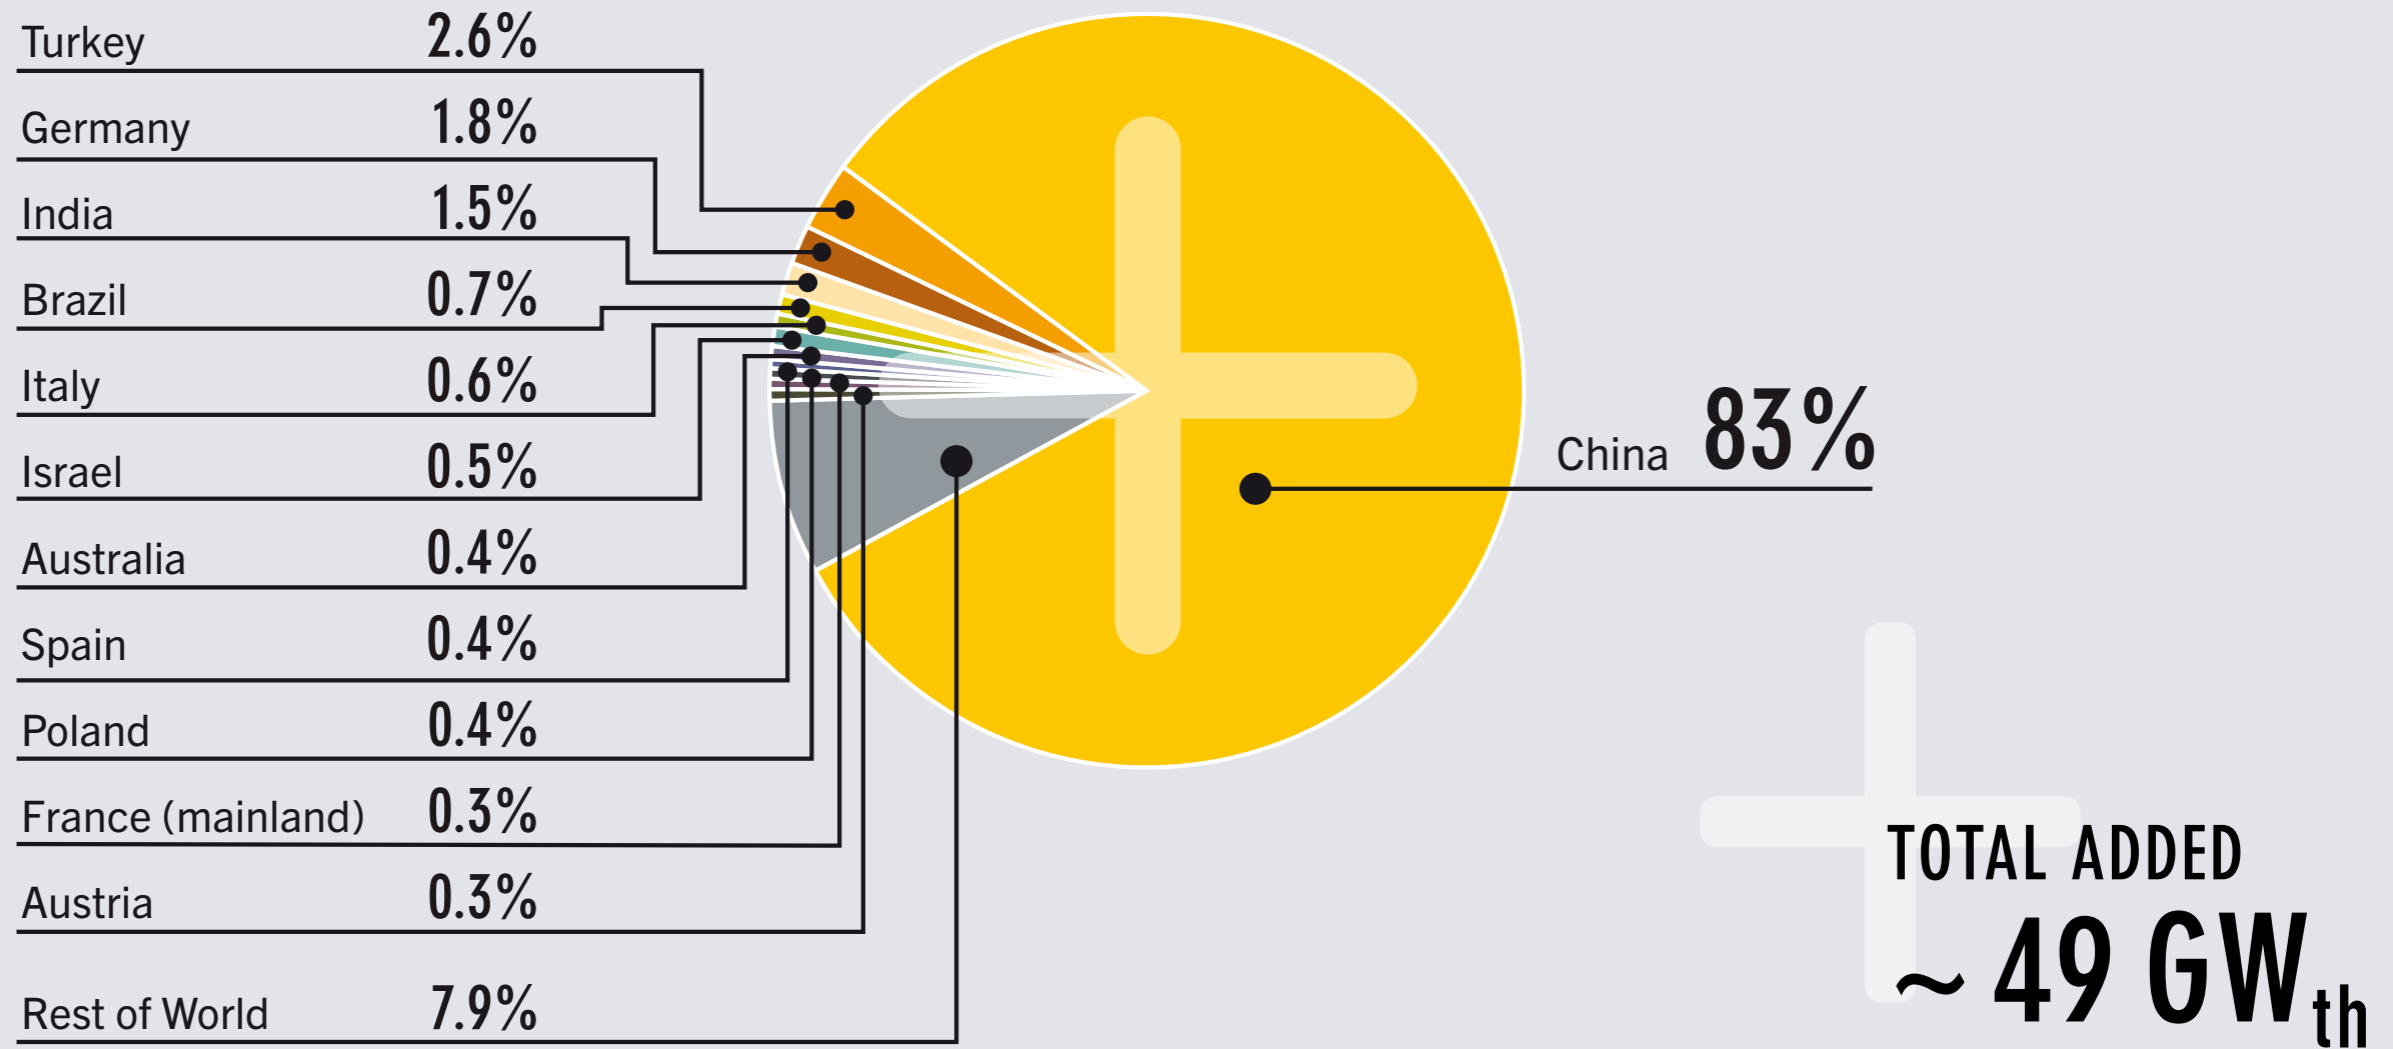 Turkey 2.6%
Germany 1.8%
India 1.5%
Brazil 0.7%
Italy 0.6%
Israel 0.5%
Australia 0.4%
Spain 0.4%
Poland 0.4%
France (mainland) 0.3%
Austria 0.3%
Rest of World 7.9%
China 83%
TOTAL ADDED
~ 49 GWth